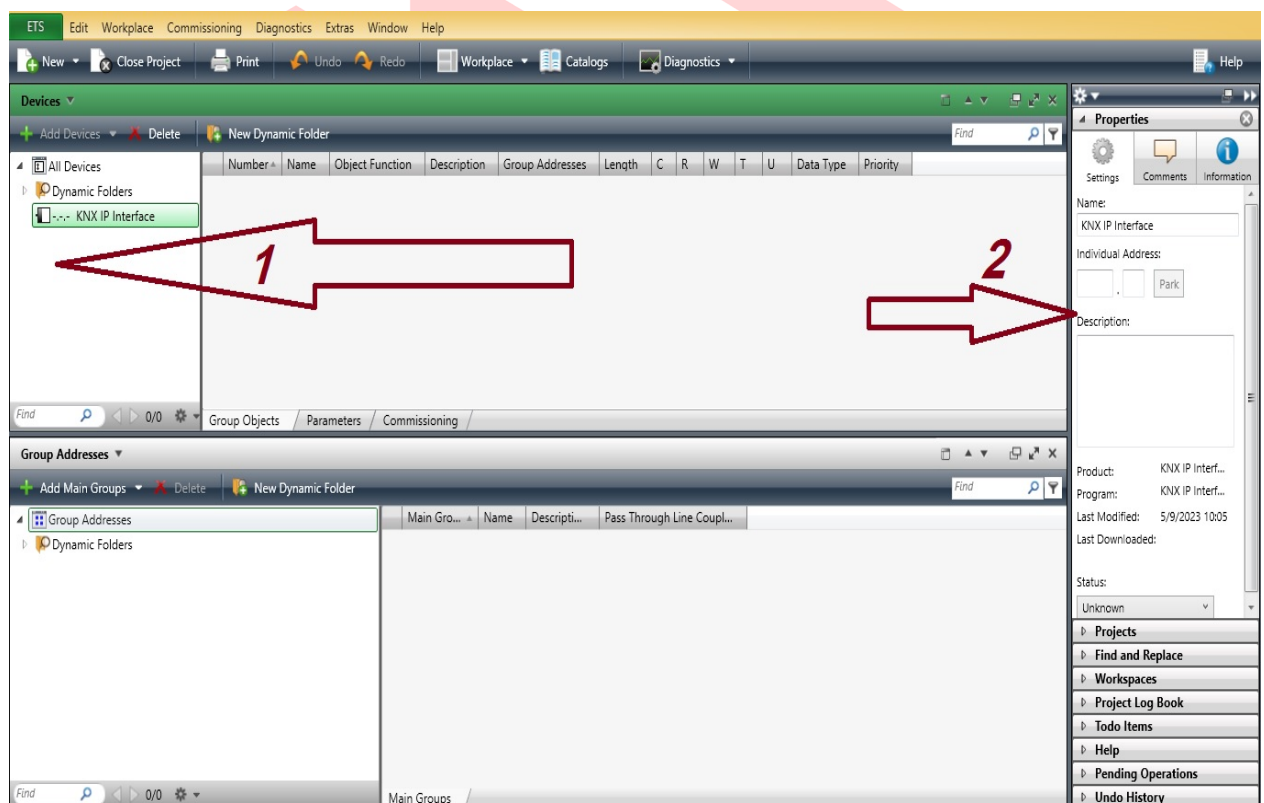 ETS Edit Workplace Commissioning Diagnostics Extras Window Help
New Close Project Print Undo Redo Workplace Catalogs Diagnostics Help
Devices
Add Devices Delete New Dynamic Folder Find
All Devices
Dynamic Folders
-.-.- KNX IP Interface
Number Name Object Function Description Group Addresses Length C R W T U Data Type Priority
1
2
Find 0/0
Group Objects Parameters Commissioning
Group Addresses
Add Main Groups Delete New Dynamic Folder Find
Group Addresses
Dynamic Folders
Main Gro... Name Descripti... Pass Through Line Coupl...
Find 0/0
Main Groups
Properties
Settings Comments Information
Name:
KNX IP Interface
Individual Address:
. Park
Description:
Product: KNX IP Interf...
Program: KNX IP Interf...
Last Modified: 5/9/2023 10:05
Last Downloaded:
Status:
Unknown
Projects
Find and Replace
Workspaces
Project Log Book
Todo Items
Help
Pending Operations
Undo History